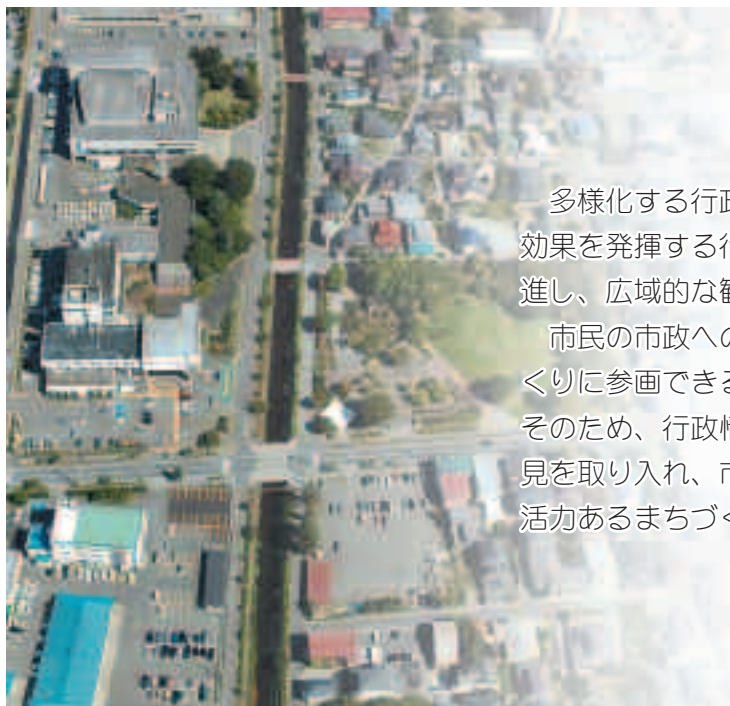 多様化する行政
効果を発揮する行
進し、広域的な観
市民の市政への
くりに参画できる
そのため、行政情
見を取り入れ、市
活力あるまちづく